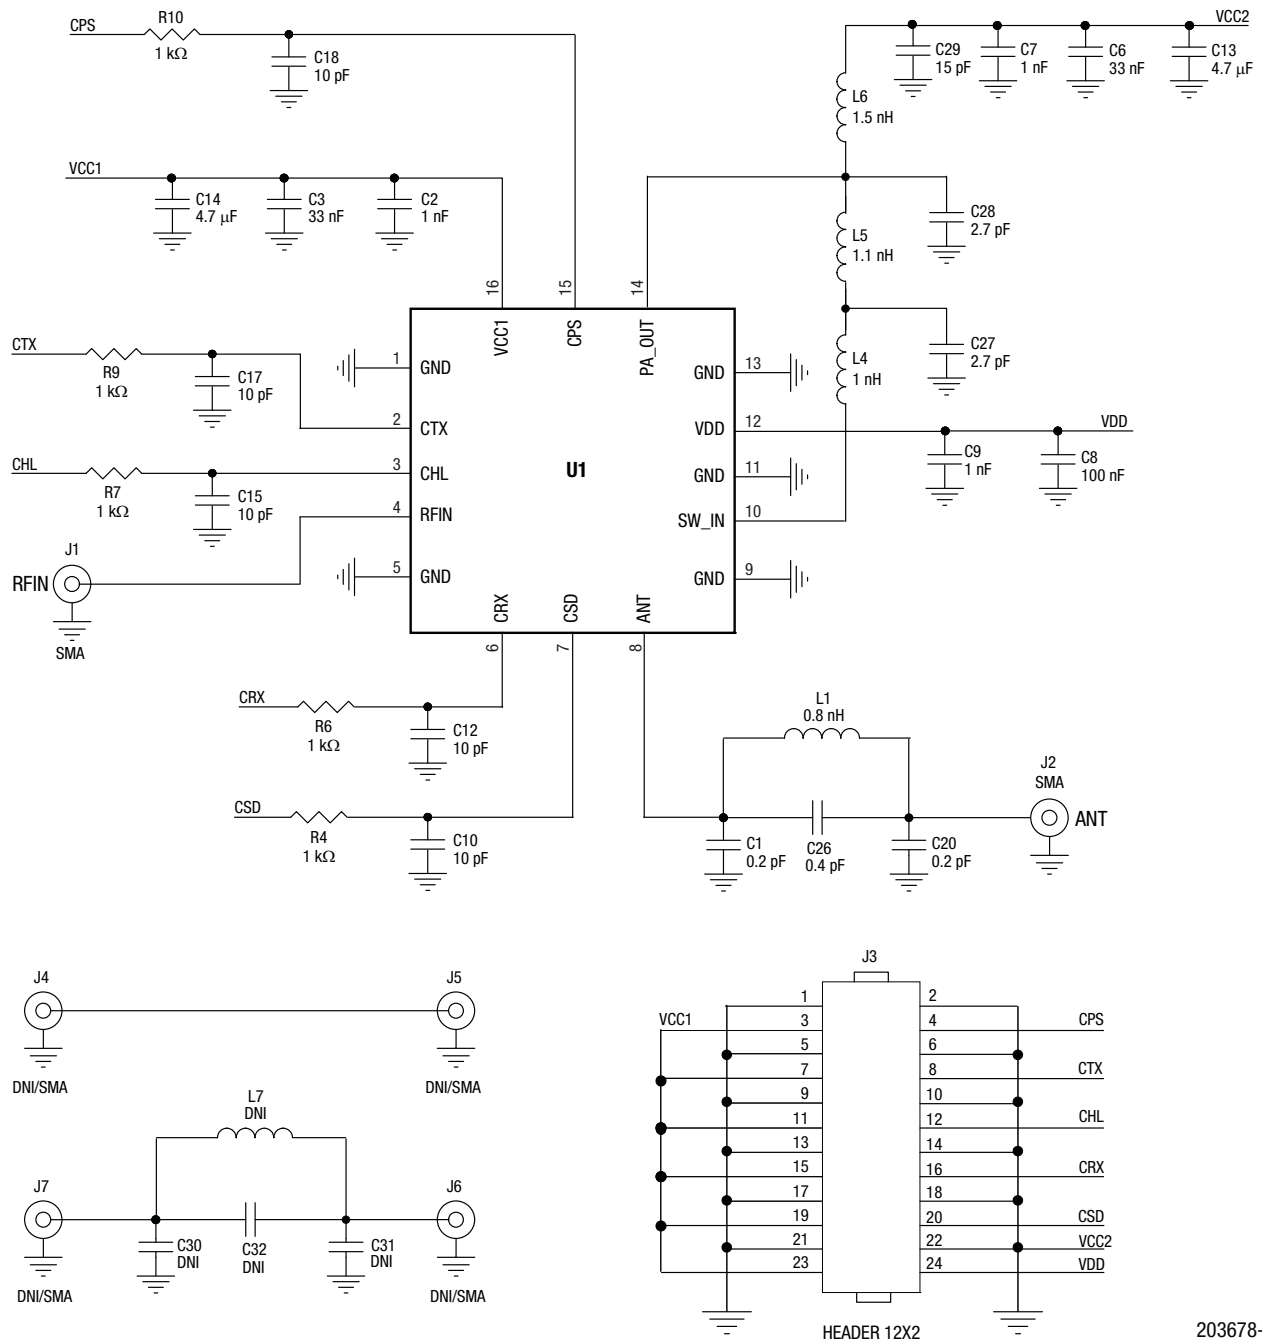 CPS
R10
1 kΩ
C18
10 pF
VCC2
C29
15 pF
C7
1 nF
C6
33 nF
C13
4.7 μF
L6
1.5 nH
VCC1
C14
4.7 μF
C3
33 nF
C2
1 nF
C28
2.7 pF
L5
1.1 nH
C27
2.7 pF
L4
1 nH
16
15
14
VCC1
CPS
PA_OUT
CTX
R9
1 kΩ
C17
10 pF
1
GND
2
CTX
CHL
R7
1 kΩ
C15
10 pF
3
CHL
4
RFIN
5
GND
U1
GND
13
VDD
12
VDD
C9
1 nF
C8
100 nF
GND
11
SW_IN
10
GND
9
J1
RFIN
SMA
CRX
CSD
ANT
6
7
8
CRX
R6
1 kΩ
C12
10 pF
CSD
R4
1 kΩ
C10
10 pF
L1
0.8 nH
J2
SMA
ANT
C1
0.2 pF
C26
0.4 pF
C20
0.2 pF
J4
DNI/SMA
J5
DNI/SMA
L7
DNI
J7
DNI/SMA
C30
DNI
C32
DNI
C31
DNI
J6
DNI/SMA
J3
1
2
VCC1
3
4
CPS
5
6
7
8
CTX
9
10
11
12
CHL
13
14
15
16
CRX
17
18
19
20
CSD
21
22
VCC2
23
24
VDD
HEADER 12X2
203678-